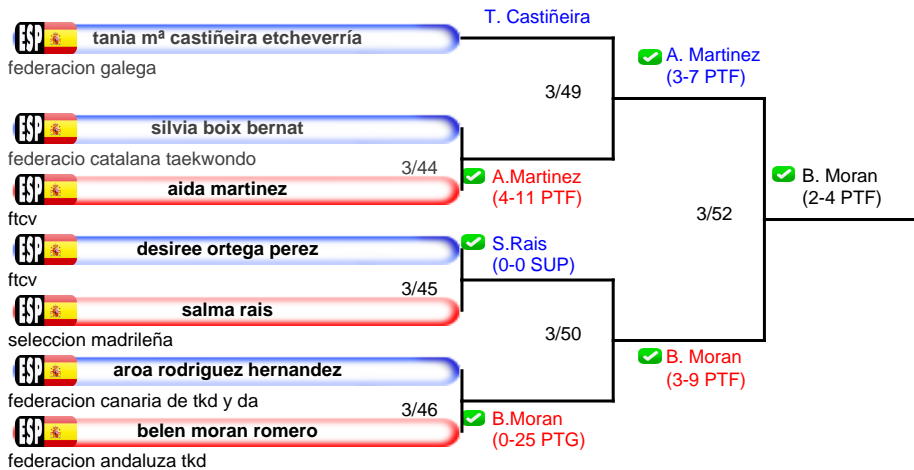 T. Castiñeira
ESP tania mª castiñeira etcheverría
federacion galega
A. Martinez
(3-7 PTF)
3/49
ESP silvia boix bernat
federacio catalana taekwondo
3/44
ESP aida martinez
ftcv
A.Martinez
(4-11 PTF)
B. Moran
(2-4 PTF)
3/52
ESP desiree ortega perez
ftcv
S.Rais
(0-0 SUP)
3/45
ESP salma rais
seleccion madrileña
3/50
ESP aroa rodriguez hernandez
federacion canaria de tkd y da
B. Moran
(3-9 PTF)
3/46
ESP belen moran romero
federacion andaluza tkd
B.Moran
(0-25 PTG)